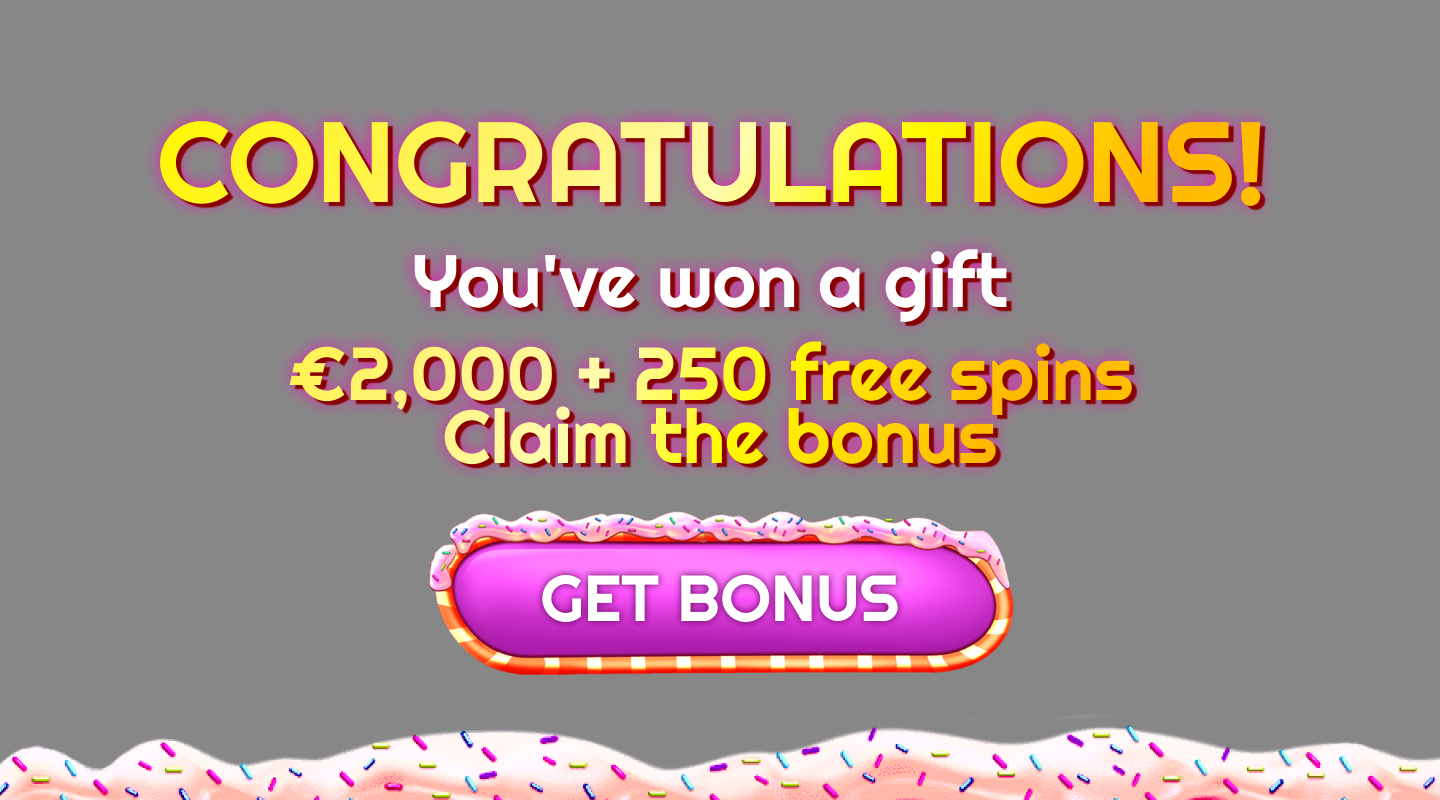 CONGRATULATIONS!
You've won a gift
€2,000 + 250 free spins
Claim the bonus
GET BONUS